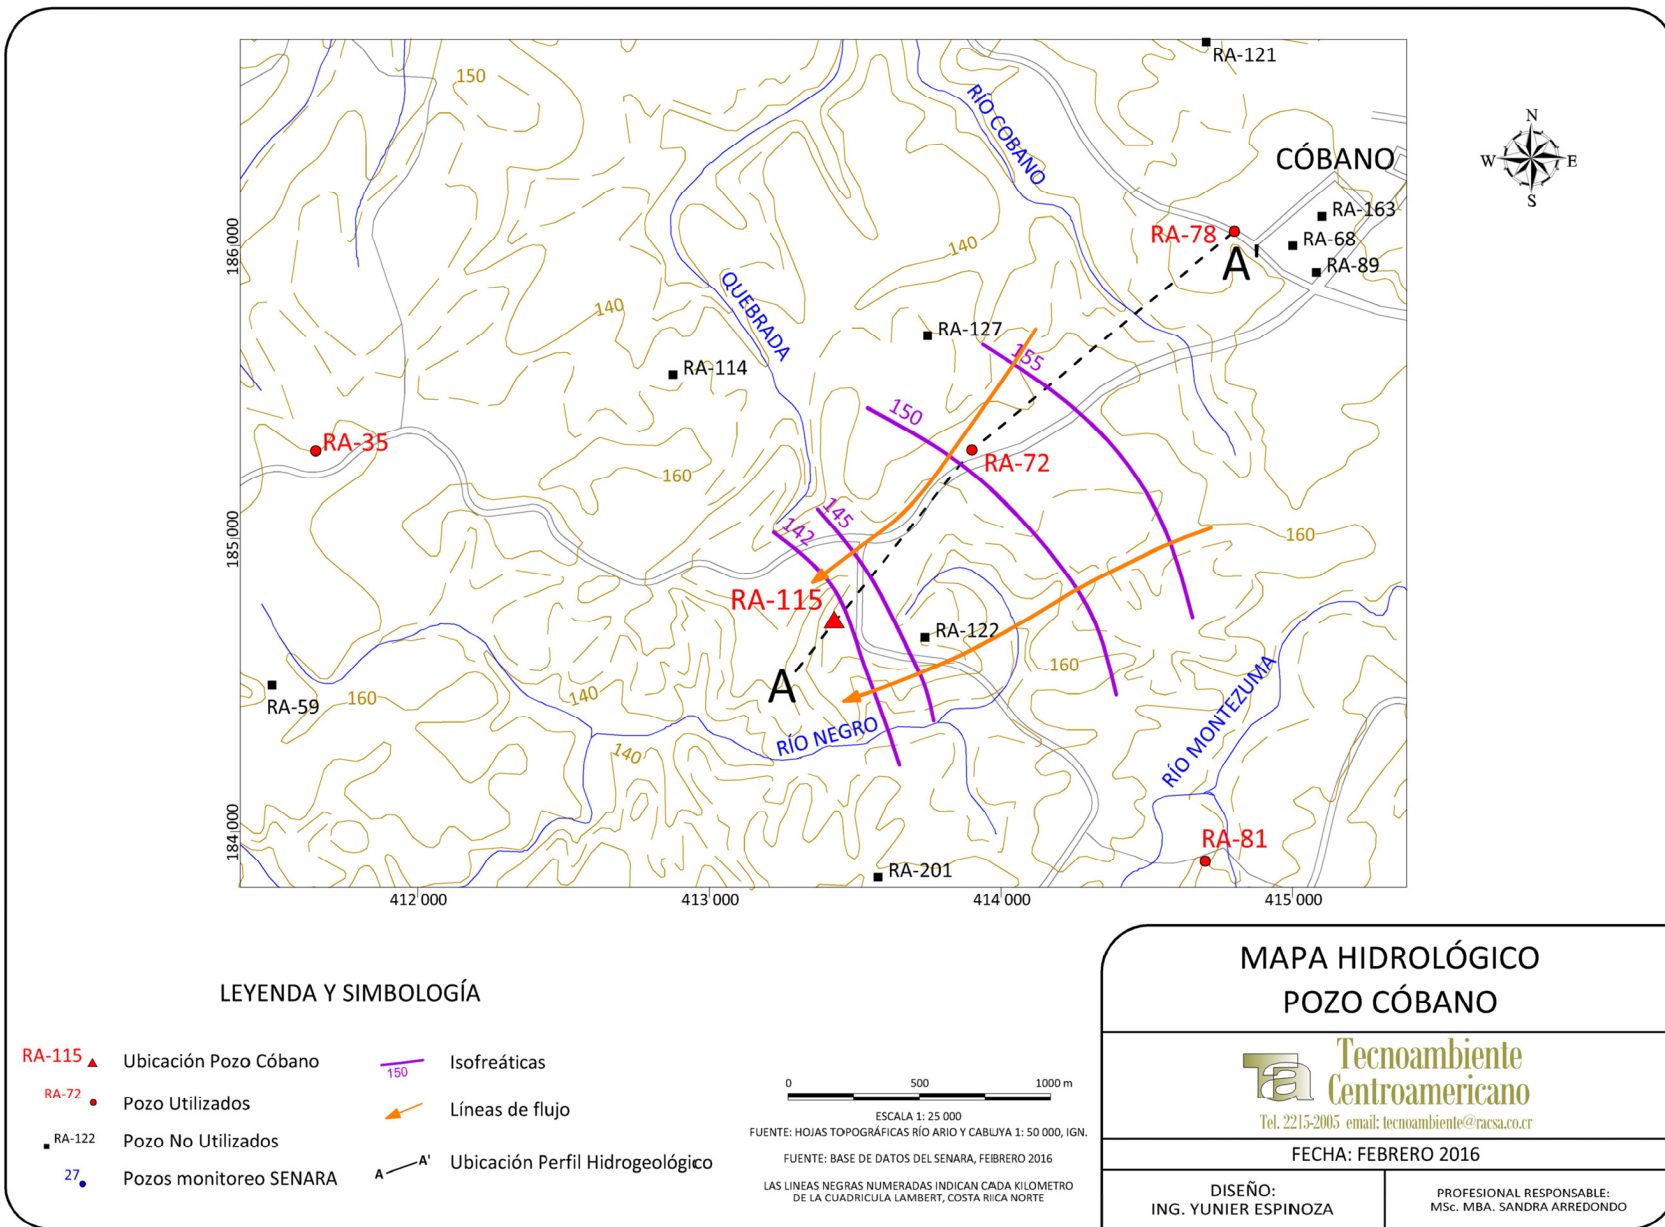 150
RA-121
RÍO COBANO
N
W
E
S
CÓBANO
RA-163
RA-78
RA-68
A'
RA-89
186'000
140
QUEBRADA
140
RA-127
155
RA-114
150
RA-35
RA-72
160
145
142
160
185'000
RA-115
RA-122
160
RÍO MONTEZUMA
A
RA-59
160
140
RÍO NEGRO
140
184'000
RA-81
RA-201
412'000
413'000
414'000
415'000
LEYENDA Y SIMBOLOGÍA
RA-115
Ubicación Pozo Cóbano
RA-72
Pozo Utilizados
RA-122
Pozo No Utilizados
27
Pozos monitoreo SENARA
150
Isofreáticas
Líneas de flujo
A
A'
Ubicación Perfil Hidrogeológico
0
500
1000 m
ESCALA 1: 25 000
FUENTE: HOJAS TOPOGRÁFICAS RÍO ARIO Y CABUYA 1: 50 000, IGN.
FUENTE: BASE DE DATOS DEL SENARA, FEBRERO 2016
LAS LINEAS NEGRAS NUMERADAS INDICAN CADA KILOMETRO
DE LA CUADRICULA LAMBERT, COSTA RICA NORTE
MAPA HIDROLÓGICO
POZO CÓBANO
Ta
Tecnoambiente
Centroamericano
Tel. 2215-2005 email: tecnoambiente@racsa.co.cr
FECHA: FEBRERO 2016
DISEÑO:
ING. YUNIER ESPINOZA
PROFESIONAL RESPONSABLE:
MSc. MBA. SANDRA ARREDONDO